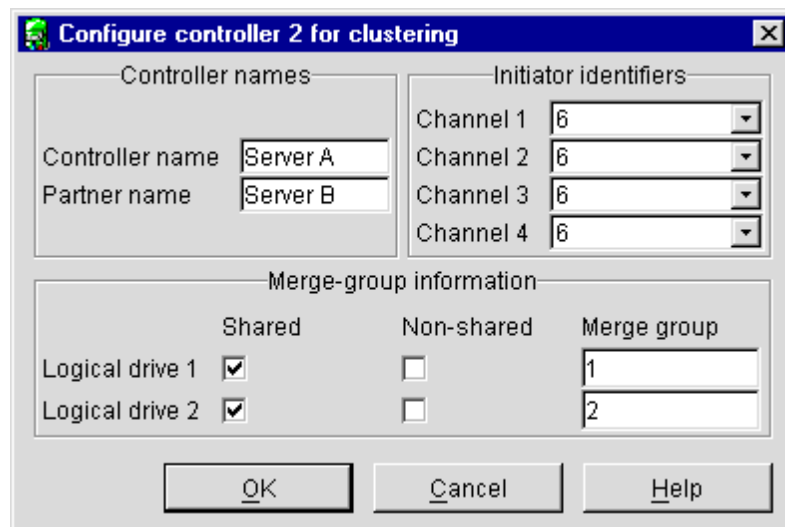 Configure controller 2 for clustering
Controller names
Controller name Server A
Partner name Server B
Initiator identifiers
Channel 1 6
Channel 2 6
Channel 3 6
Channel 4 6
Merge-group information
Shared Non-shared Merge group
Logical drive 1 1
Logical drive 2 2
OK Cancel Help